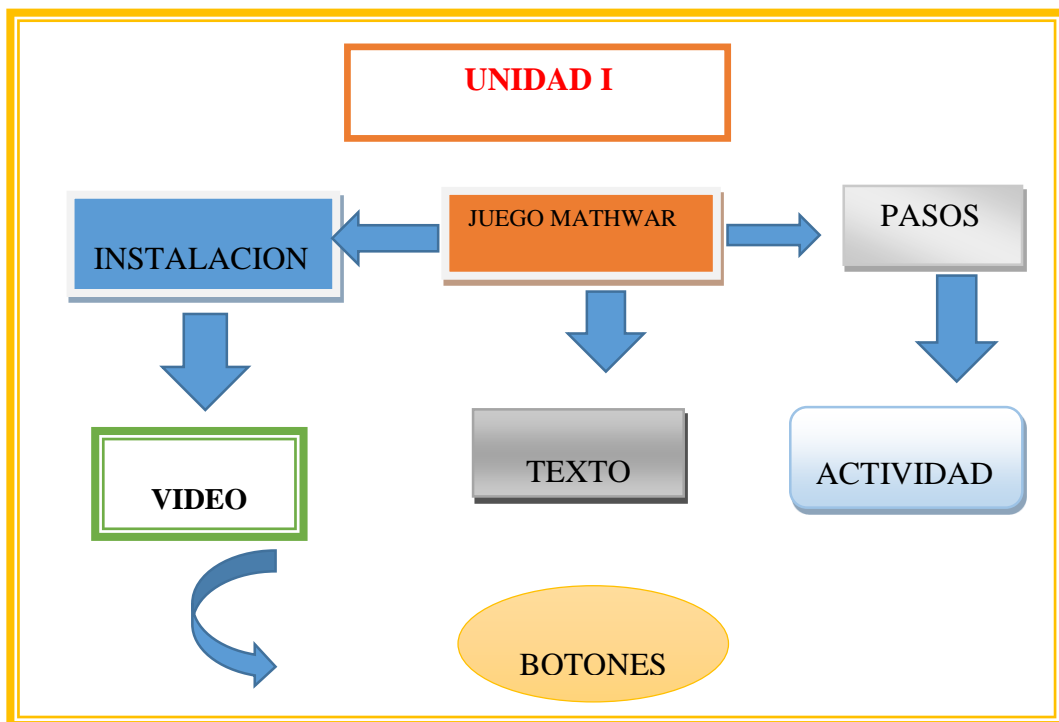 UNIDAD I
INSTALACION
JUEGO MATHWAR
PASOS
VIDEO
TEXTO
ACTIVIDAD
BOTONES